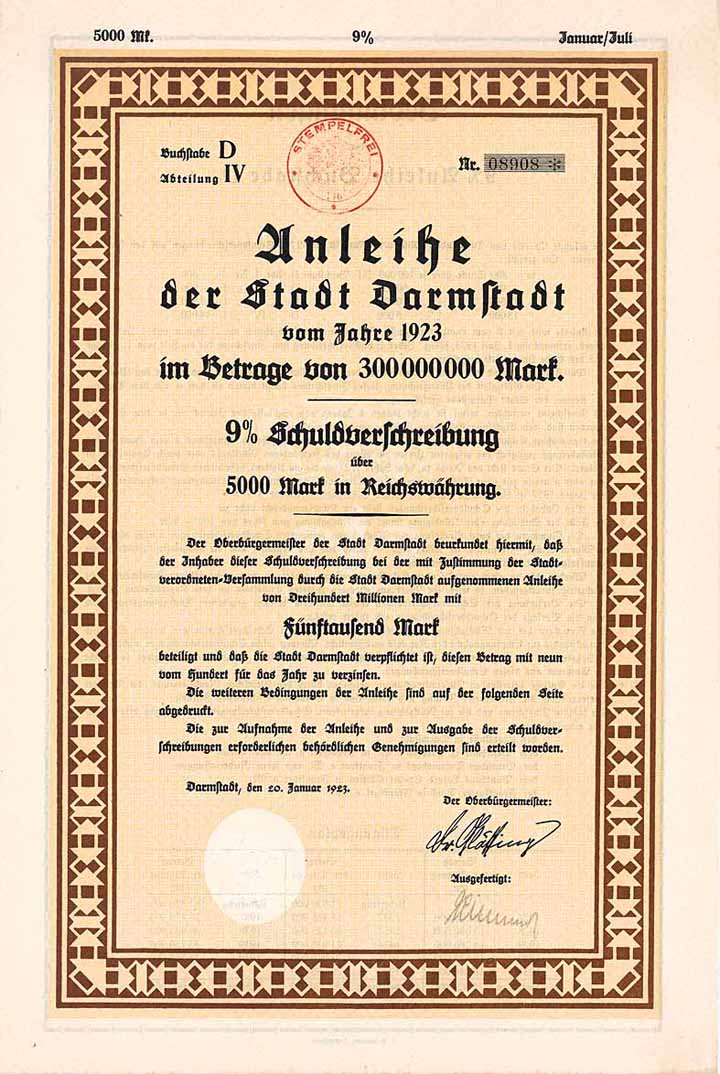 5000 Mk. 9% Januar/Juli
Buchstabe D
Abteilung IV
STEMPELFREI
Nr. 08908 *
Anleihe
der Stadt Darmstadt
vom Jahre 1923
im Betrage von 300000000 Mark.
9% Schuldverschreibung
über
5000 Mark in Reichswährung.
Der Oberbürgermeister der Stadt Darmstadt beurkundet hiermit, daß
der Inhaber dieser Schuldverschreibung bei der mit Zustimmung der Stadt-
verordneten-Versammlung durch die Stadt Darmstadt aufgenommenen Anleihe
von Dreihundert Millionen Mark mit
Fünftausend Mark
beteiligt und daß die Stadt Darmstadt verpflichtet ist, diesen Betrag mit neun
vom Hundert für das Jahr zu verzinsen.
Die weiteren Bedingungen der Anleihe sind auf der folgenden Seite
abgedruckt.
Die zur Aufnahme der Anleihe und zur Ausgabe der Schuldver-
schreibungen erforderlichen behördlichen Genehmigungen sind erteilt worden.
Darmstadt, den 20. Januar 1923.
Der Oberbürgermeister:
Dr. Glässing
Ausgefertigt: